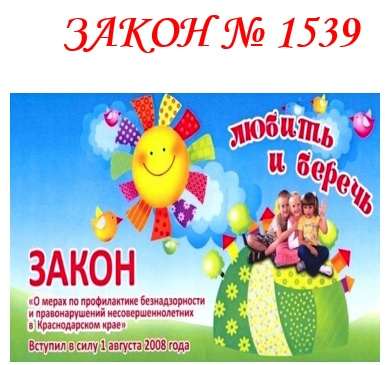 ЗАКОН № 1539
любить
и беречь
ЗАКОН
«О мерах по профилактике безнадзорности
и правонарушений несовершеннолетних
в Краснодарском крае»
Вступил в силу 1 августа 2008 года